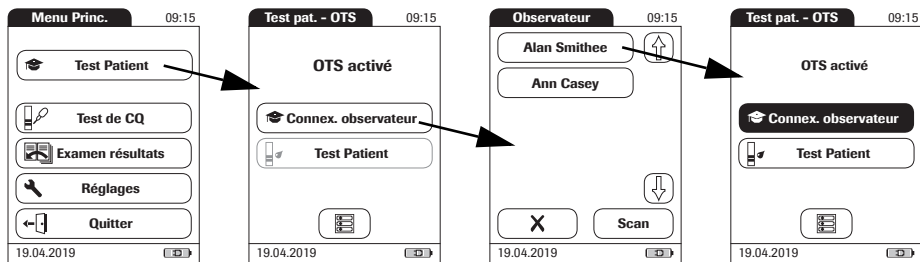 Menu Princ. 09:15
Test Patient
Test de CQ
Examen résultats
Réglages
Quitter
19.04.2019
Test pat. - OTS 09:15
OTS activé
Connex. observateur
Test Patient
19.04.2019
Observateur 09:15
Alan Smithee
Ann Casey
X
Scan
19.04.2019
Test pat. - OTS 09:15
OTS activé
Connex. observateur
Test Patient
19.04.2019